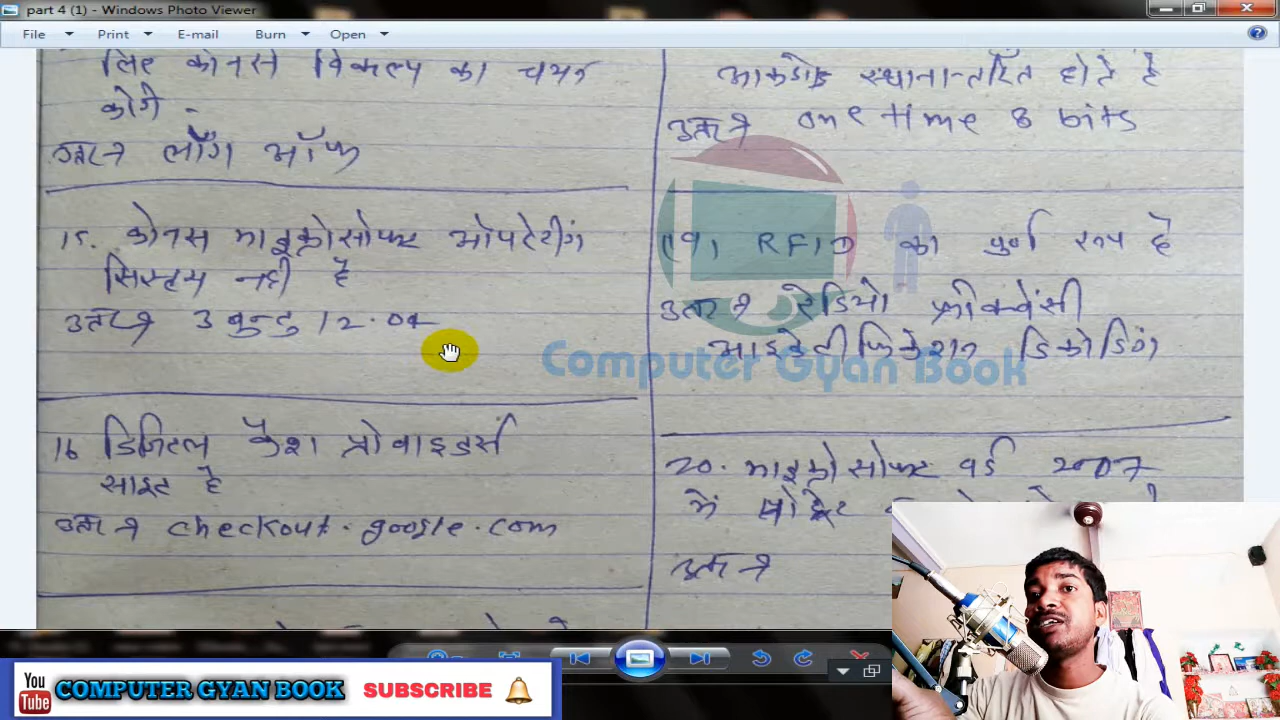 part 4 (1) - Windows Photo Viewer
File Print E-mail Burn Open
लिए कोनसे विकल्प का चयन
करेगे -
उत्तर → लॉग ऑफ
15. कोनस माइक्रोसोफ्ट ओपरेटींग
सिस्टम नही है
उत्तर → उबुन्टु 12.04
16 डिजिटल कैश प्रोवाइडर्स
साइट है
उत्तर → checkout.google.com
स्थानान्तरित होते है
उत्तर → one time 8 bits
19) RFID का पुर्ण रूप है
उत्तर → रेडियो फ्रीक्वेंसी
आइडेंटीफिकेशन डिकोडिंग
20. माइक्रोसोफ्ट वर्ड 2007
में
उत्तर →
Computer Gyan Book
You
Tube
COMPUTER GYAN BOOK
SUBSCRIBE